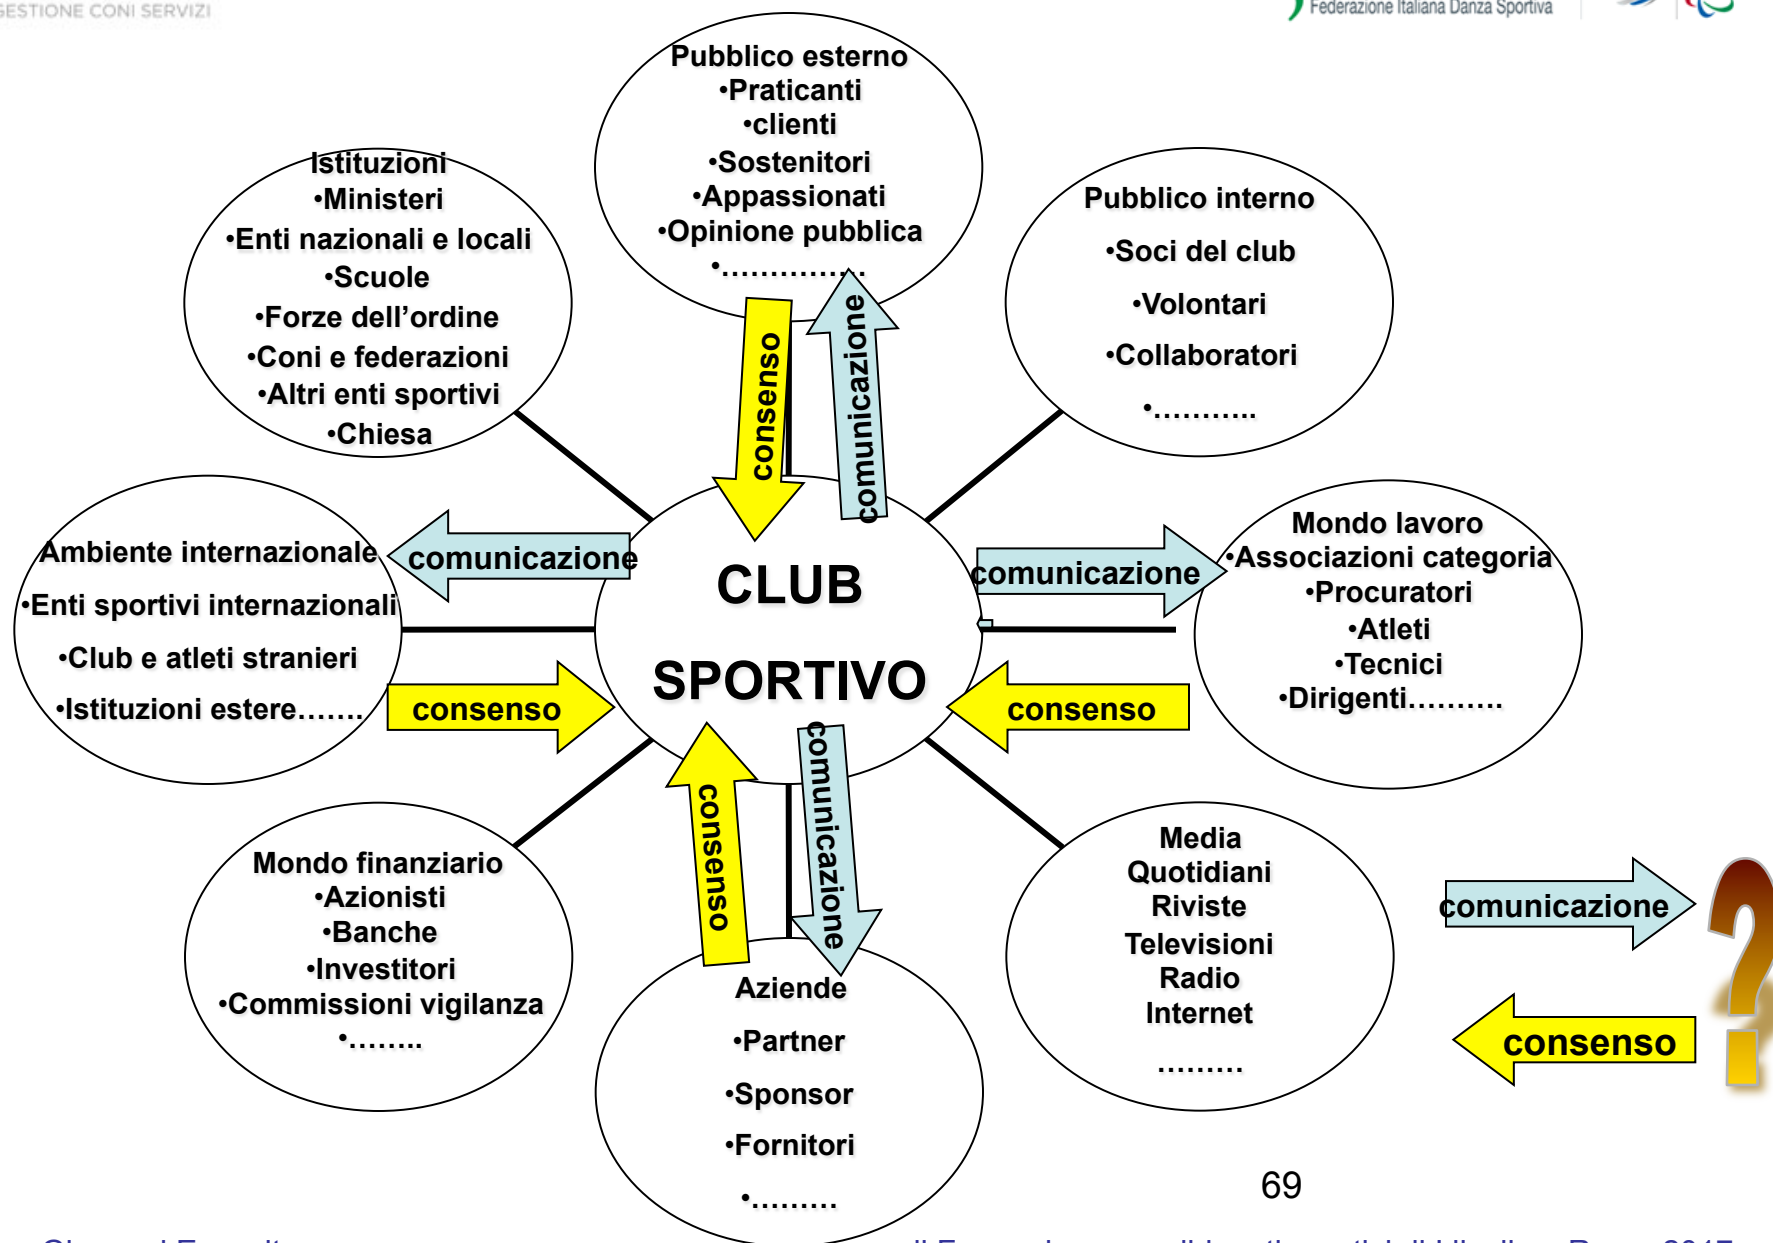 GESTIONE CONI SERVIZI
Federazione Italiana Danza Sportiva
Pubblico esterno
•Praticanti
•clienti
•Sostenitori
•Appassionati
•Opinione pubblica
•……………
Istituzioni
•Ministeri
•Enti nazionali e locali
•Scuole
•Forze dell’ordine
•Coni e federazioni
•Altri enti sportivi
•Chiesa
Pubblico interno
•Soci del club
•Volontari
•Collaboratori
•………..
consenso
comunicazione
Ambiente internazionale
•Enti sportivi internazionali
•Club e atleti stranieri
•Istituzioni estere…….
comunicazione
consenso
CLUB
SPORTIVO
comunicazione
consenso
Mondo lavoro
•Associazioni categoria
•Procuratori
•Atleti
•Tecnici
•Dirigenti……….
consenso
comunicazione
Mondo finanziario
•Azionisti
•Banche
•Investitori
•Commissioni vigilanza
•……..
Aziende
•Partner
•Sponsor
•Fornitori
•………
Media
Quotidiani
Riviste
Televisioni
Radio
Internet
………
comunicazione
consenso
?
69